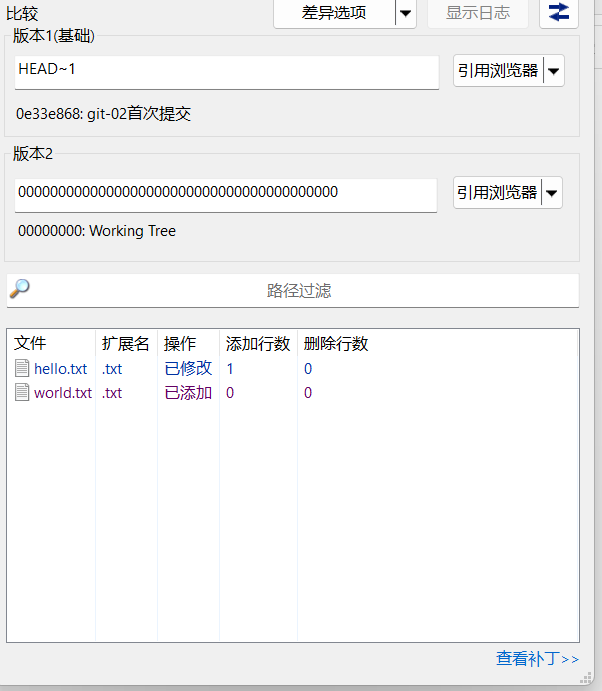 比较
差异选项
显示日志
版本1(基础)
HEAD~1
引用浏览器
0e33e868: git-02首次提交
版本2
0000000000000000000000000000000000000000
引用浏览器
00000000: Working Tree
路径过滤
文件 扩展名 操作 添加行数 删除行数
hello.txt .txt 已修改 1 0
world.txt .txt 已添加 0 0
查看补丁>>